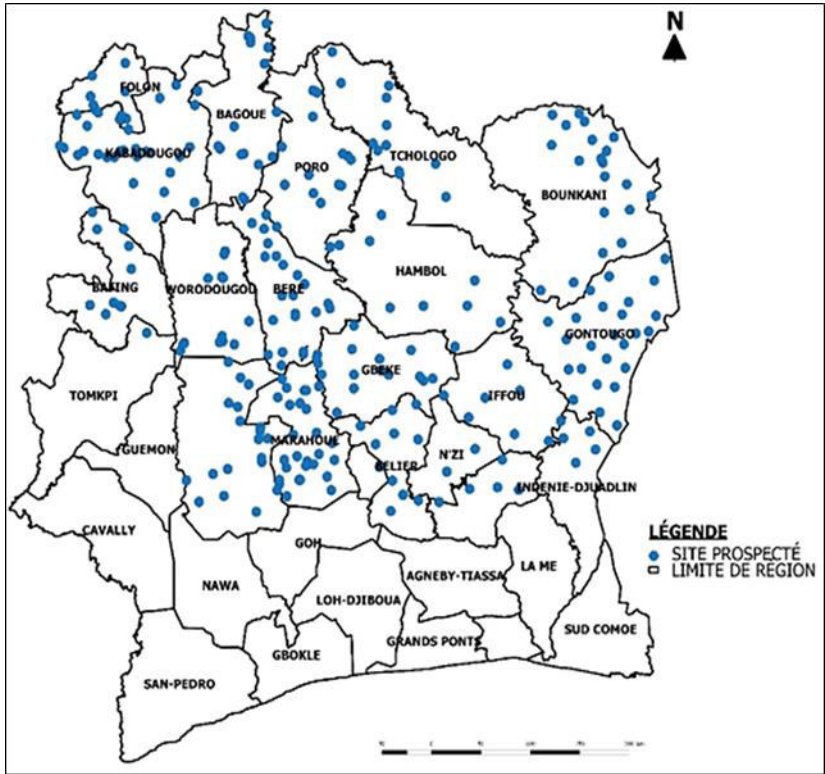 N
FOLON
BAGOUE
KABADOUGOU
PORO
TCHOLOGO
BOUNKANI
BAFING
WORODOUGOU
BERE
HAMBOL
GONTOUGO
TOMKPI
GBEKE
IFFOU
GUEMON
MARAHOUE
BELIER
N'ZI
INDENIE-DJUADLIN
CAVALLY
GOH
LÉGENDE
SITE PROSPECTÉ
LIMITE DE RÉGION
NAWA
AGNEBY-TIASSA
LA ME
LOH-DJIBOUA
GRANDS PONTS
SUD COMOE
GBOKLE
SAN-PEDRO